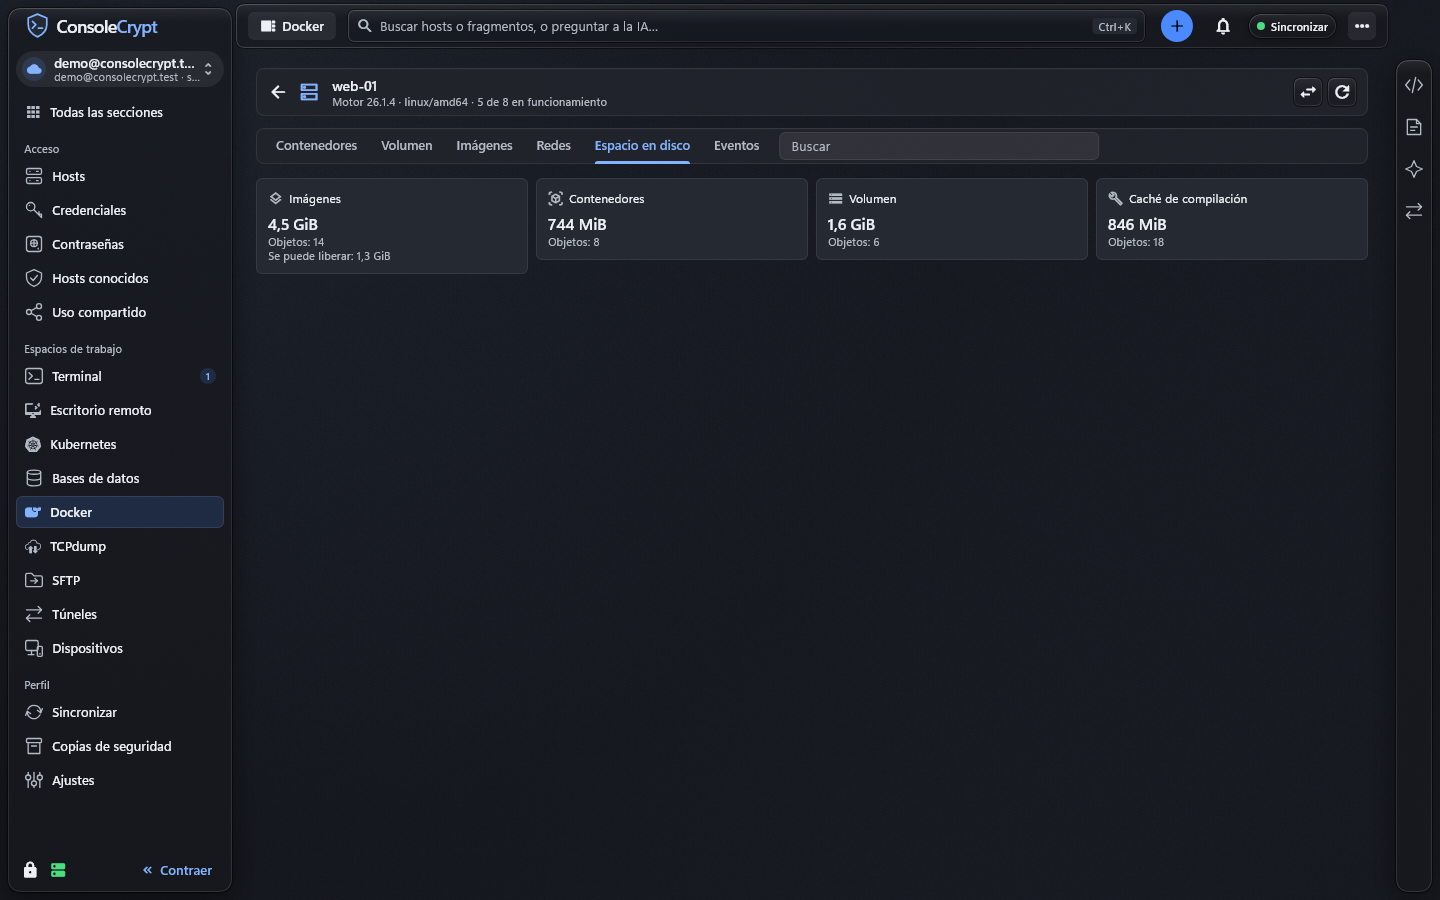 ConsoleCrypt
demo@consolecrypt.t...
demo@consolecrypt.test · s...
Todas las secciones
Acceso
Hosts
Credenciales
Contraseñas
Hosts conocidos
Uso compartido
Espacios de trabajo
Terminal 1
Escritorio remoto
Kubernetes
Bases de datos
Docker
TCPdump
SFTP
Túneles
Dispositivos
Perfil
Sincronizar
Copias de seguridad
Ajustes
« Contraer
Docker
Buscar hosts o fragmentos, o preguntar a la IA...
Ctrl+K
Sincronizar
web-01
Motor 26.1.4 · linux/amd64 · 5 de 8 en funcionamiento
Contenedores Volumen Imágenes Redes Espacio en disco Eventos Buscar
Imágenes
4,5 GiB
Objetos: 14
Se puede liberar: 1,3 GiB
Contenedores
744 MiB
Objetos: 8
Volumen
1,6 GiB
Objetos: 6
Caché de compilación
846 MiB
Objetos: 18